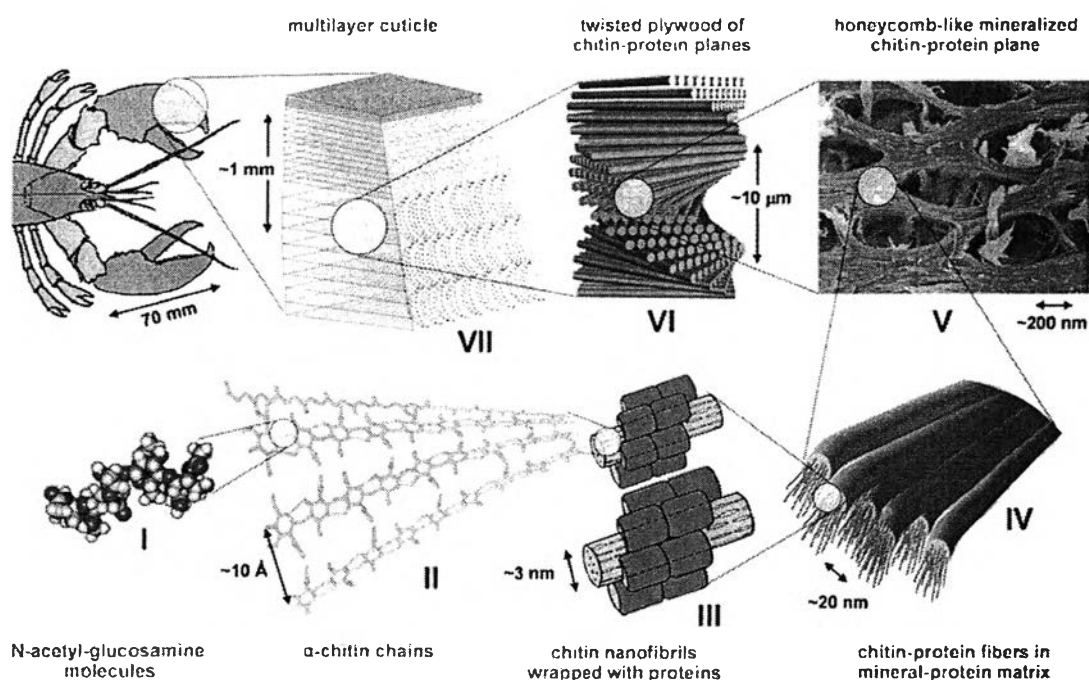 multilayer cuticle
twisted plywood of
chitin-protein planes
honeycomb-like mineralized
chitin-protein plane
~1 mm
~10 μm
70 mm
VII
VI
V
~200 nm
I
~10 Å
II
~3 nm
III
~20 nm
IV
N-acetyl-glucosamine
molecules
α-chitin chains
chitin nanofibrils
wrapped with proteins
chitin-protein fibers in
mineral-protein matrix